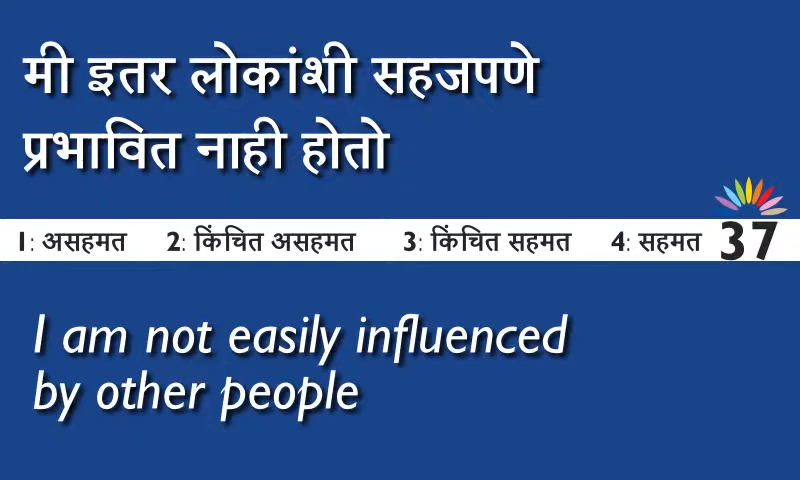 मी इतर लोकांशी सहजपणे
प्रभावित नाही होतो
1: असहमत 2: किंचित असहमत 3: किंचित सहमत 4: सहमत 37
I am not easily influenced
by other people